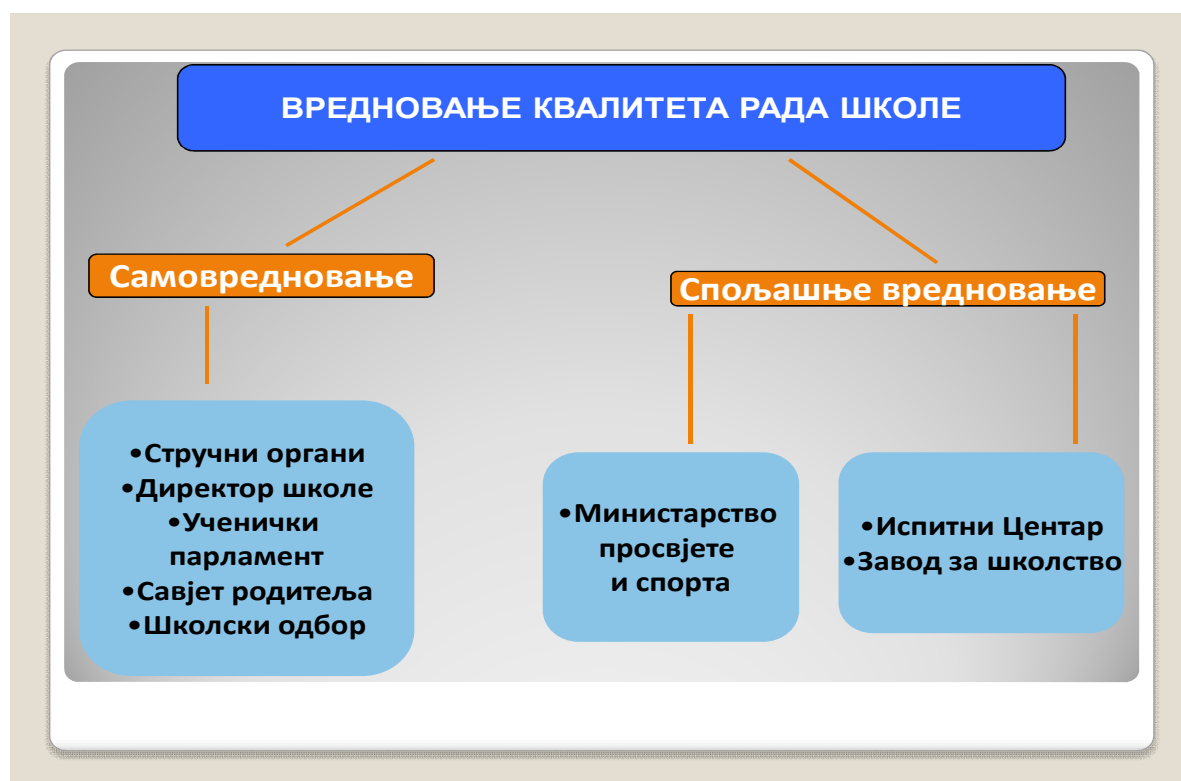 ВРЕДНОВАЊЕ КВАЛИТЕТА РАДА ШКОЛЕ
Самовредновање
Спољашње вредновање
•Стручни органи
•Директор школе
•Ученички
парламент
•Савјет родитеља
•Школски одбор
•Министарство
просвјете
и спорта
•Испитни Центар
•Завод за школство